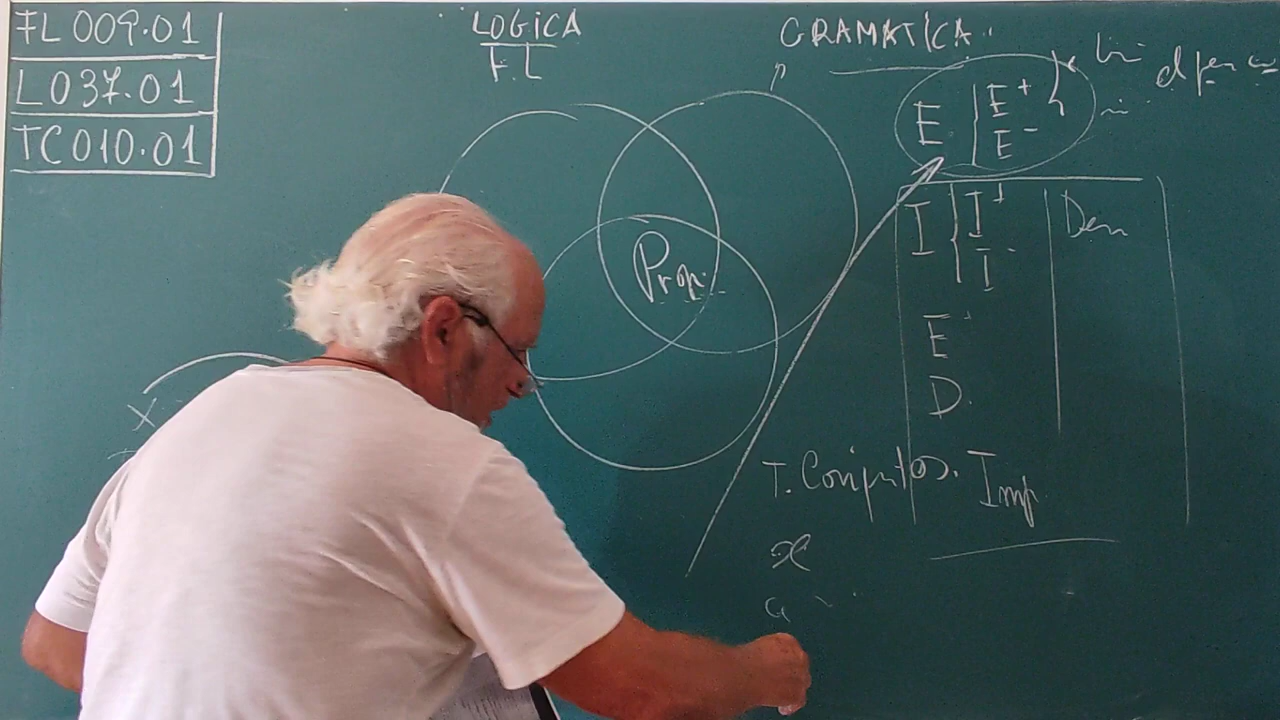 FL009.01
L037.01
TC010.01
LOGICA
F.L
GRAMATICA
E E+
E-
I I+
I-
Dem
Prop.
E
D.
T. Conjuntos.
Imp
x
x